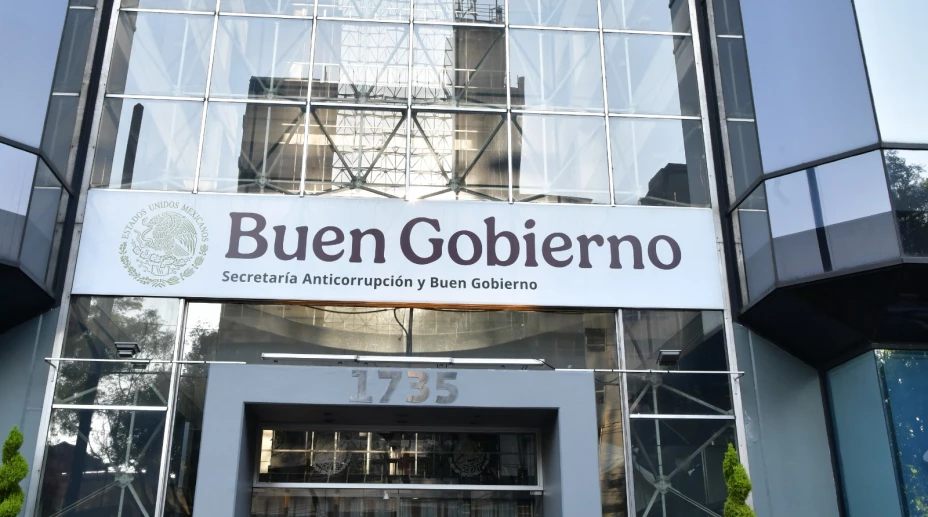 ESTADOS UNIDOS MEXICANOS
Buen Gobierno
Secretaría Anticorrupción y Buen Gobierno
1735